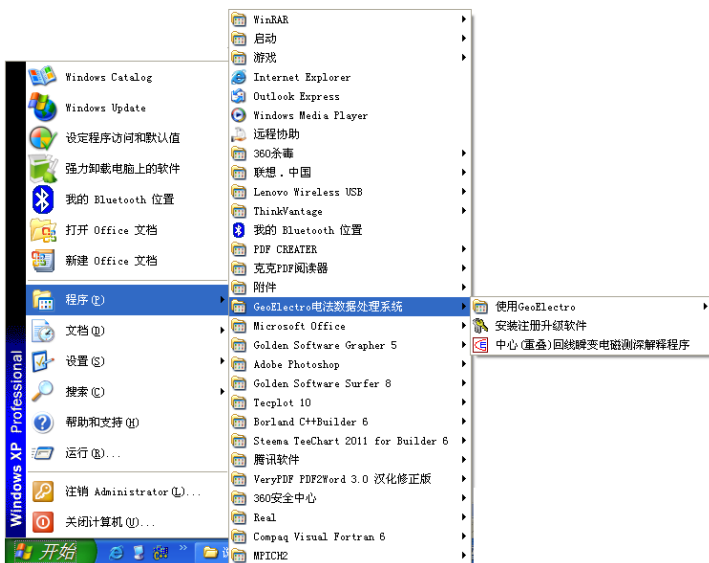 Windows Catalog
Windows Update
设定程序访问和默认值
强力卸载电脑上的软件
我的 Bluetooth 位置
打开 Office 文档
新建 Office 文档
程序(P)
文档(D)
设置(S)
搜索(C)
帮助和支持(H)
运行(R)...
注销 Administrator(L)...
关闭计算机(U)...
Windows XP Professional
开始
WinRAR
启动
游戏
Internet Explorer
Outlook Express
Windows Media Player
远程协助
360杀毒
联想．中国
Lenovo Wireless USB
ThinkVantage
我的 Bluetooth 位置
PDF CREATER
克克PDF阅读器
附件
GeoElectro电法数据处理系统
Microsoft Office
Golden Software Grapher 5
Adobe Photoshop
Golden Software Surfer 8
Tecplot 10
Borland C++Builder 6
Steema TeeChart 2011 for Builder 6
腾讯软件
VeryPDF PDF2Word 3.0 汉化修正版
360安全中心
Real
Compaq Visual Fortran 6
MPICH2
使用GeoElectro
安装注册升级软件
中心(重叠)回线瞬变电磁测深解释程序